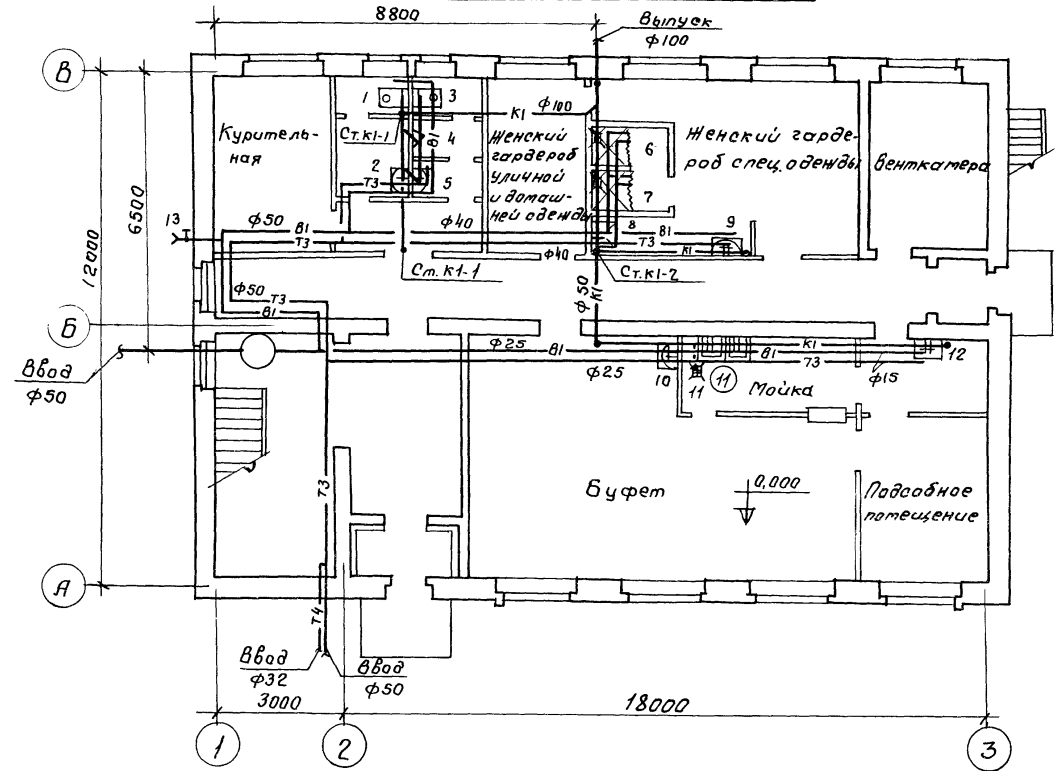 8800
Выпуск
ф100
В
6500
12000
Курительная
1
3
Ст.К1-1
К1
ф100
4
В1
2
5
Т3
Женский
гардероб
уличной
и домаш-
ней одежды
6
7
8
Женский гарде-
роб спец.одежды
Венткамера
9
В1
Т3
К1
13
ф50
В1
Т3
ф40
ф40
Ст.К1-1
Ст.К1-2
ф50
К1
ф50
Т3
В1
Б
Ввод
ф50
ф25
В1
ф25
10
11
11
К1
В1
Т3
12
ф15
Мойка
Буфет
0,000
Подсобное
помещение
Т3
А
Т4
Ввод
ф32
Ввод
ф50
3000
18000
1
2
3